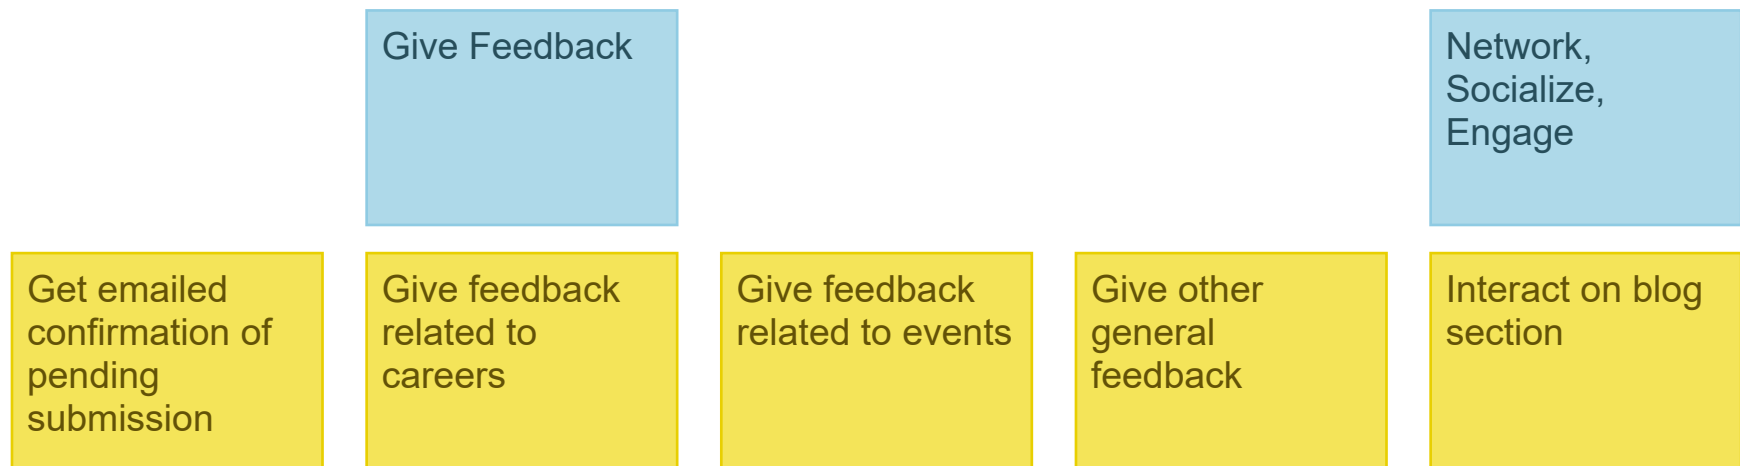 Give Feedback
Network,
Socialize,
Engage
Get emailed
confirmation of
pending
submission
Give feedback
related to
careers
Give feedback
related to events
Give other
general
feedback
Interact on blog
section